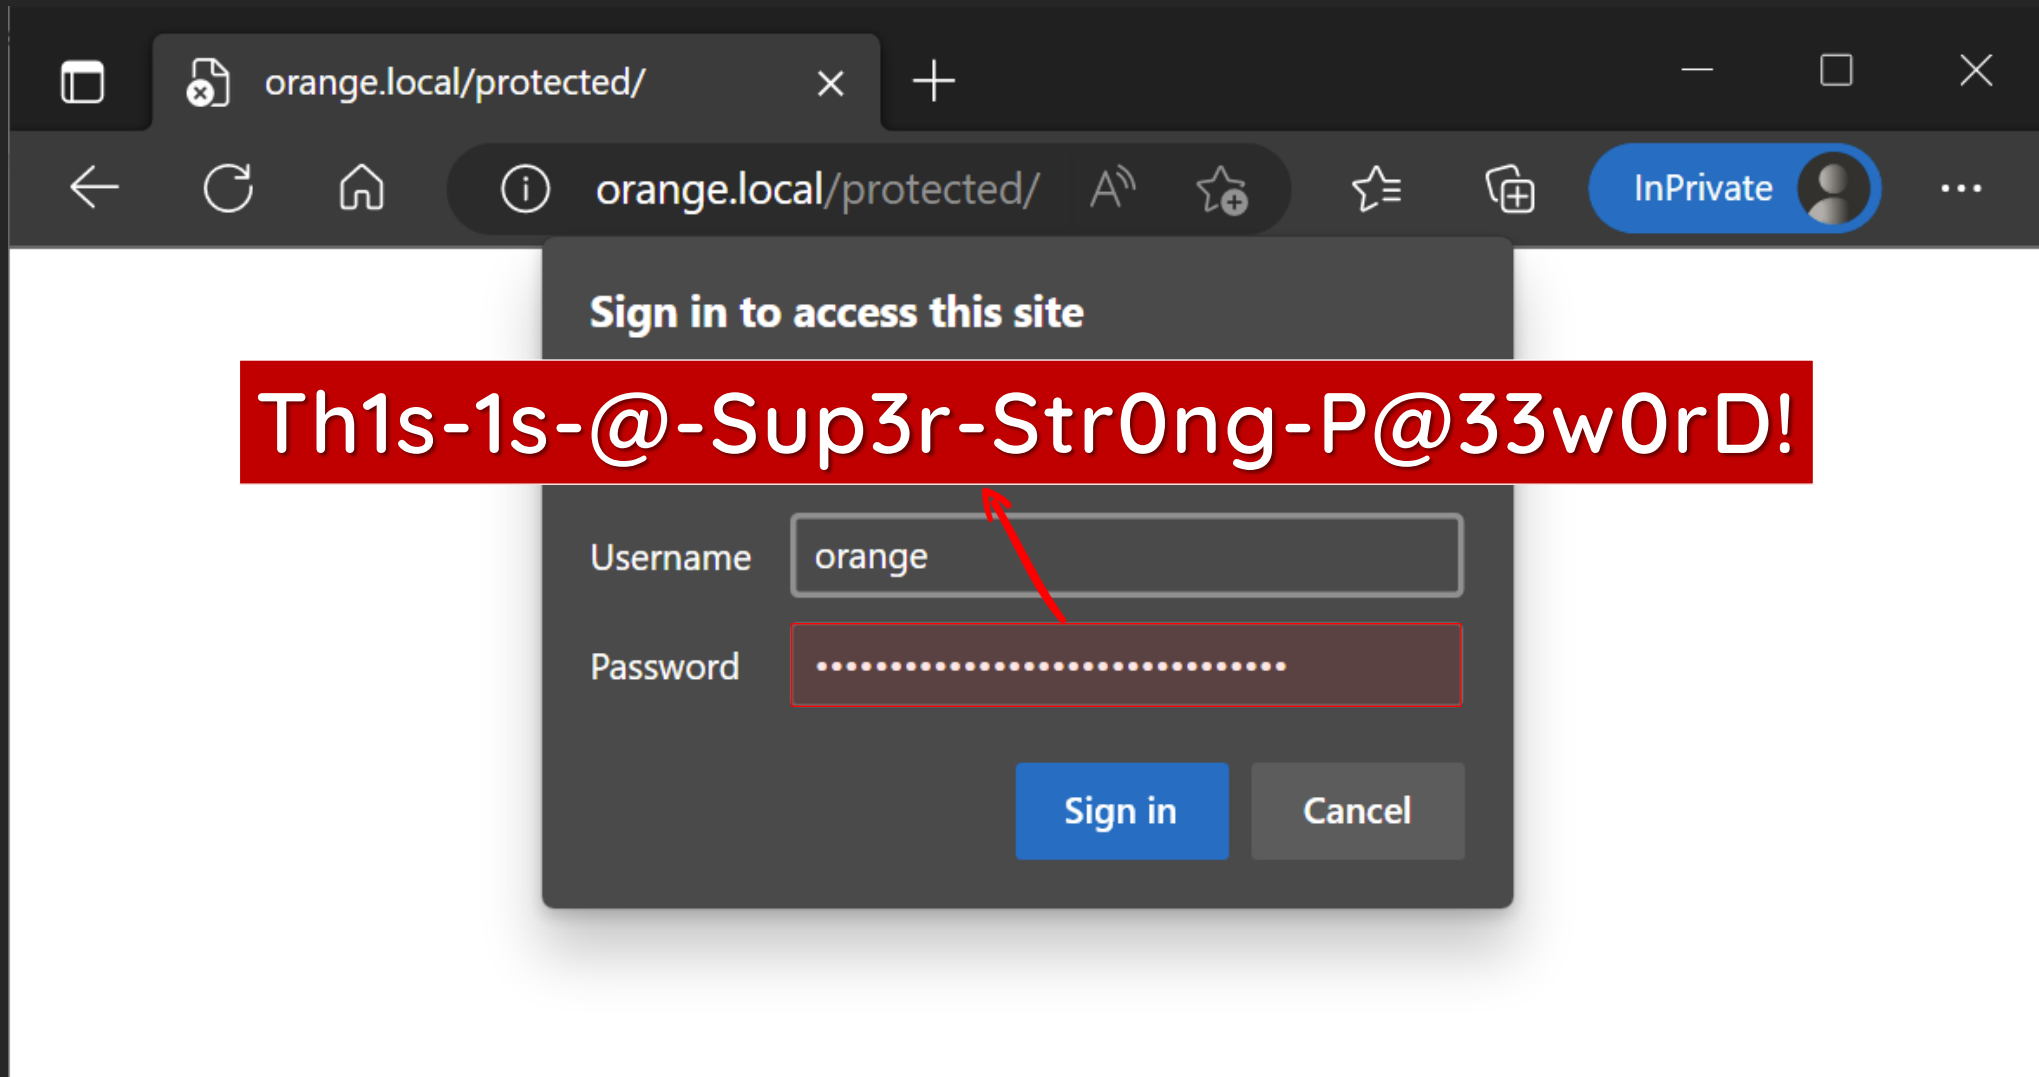 orange.local/protected/
orange.local/protected/
InPrivate
Sign in to access this site
Th1s-1s-@-Sup3r-Str0ng-P@33w0rD!
Username
orange
Password
••••••••••••••••••••••••••••••••
Sign in
Cancel